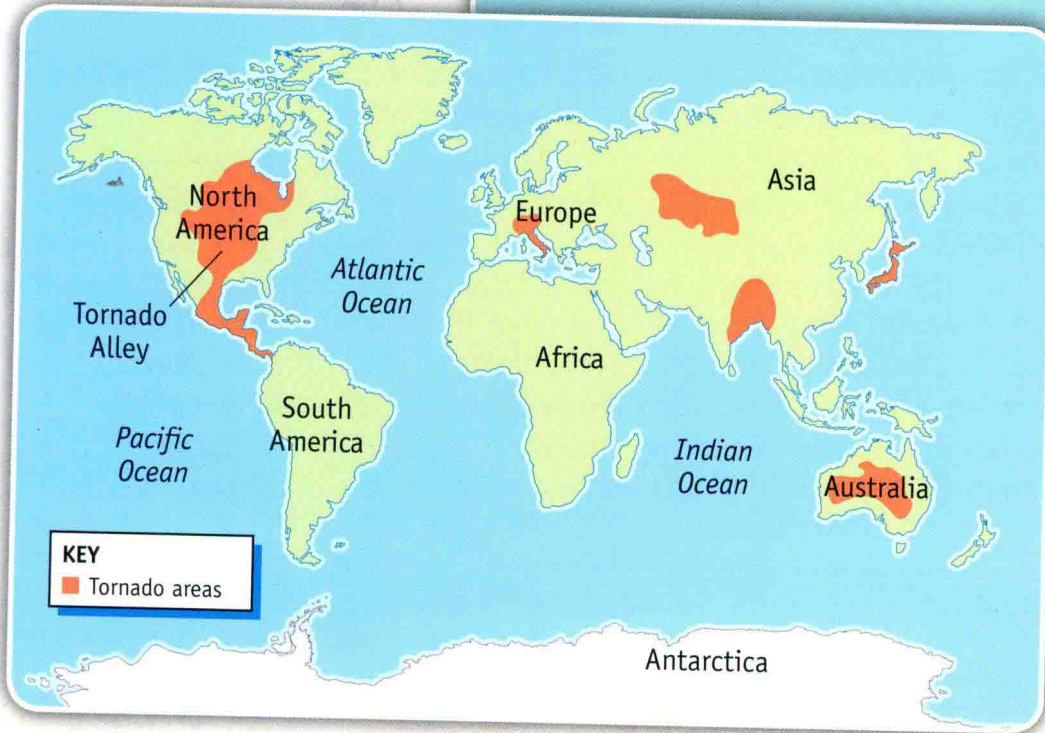 North
America
Tornado
Alley
Atlantic
Ocean
Europe
Asia
Africa
South
America
Pacific
Ocean
Indian
Ocean
Australia
KEY
Tornado areas
Antarctica